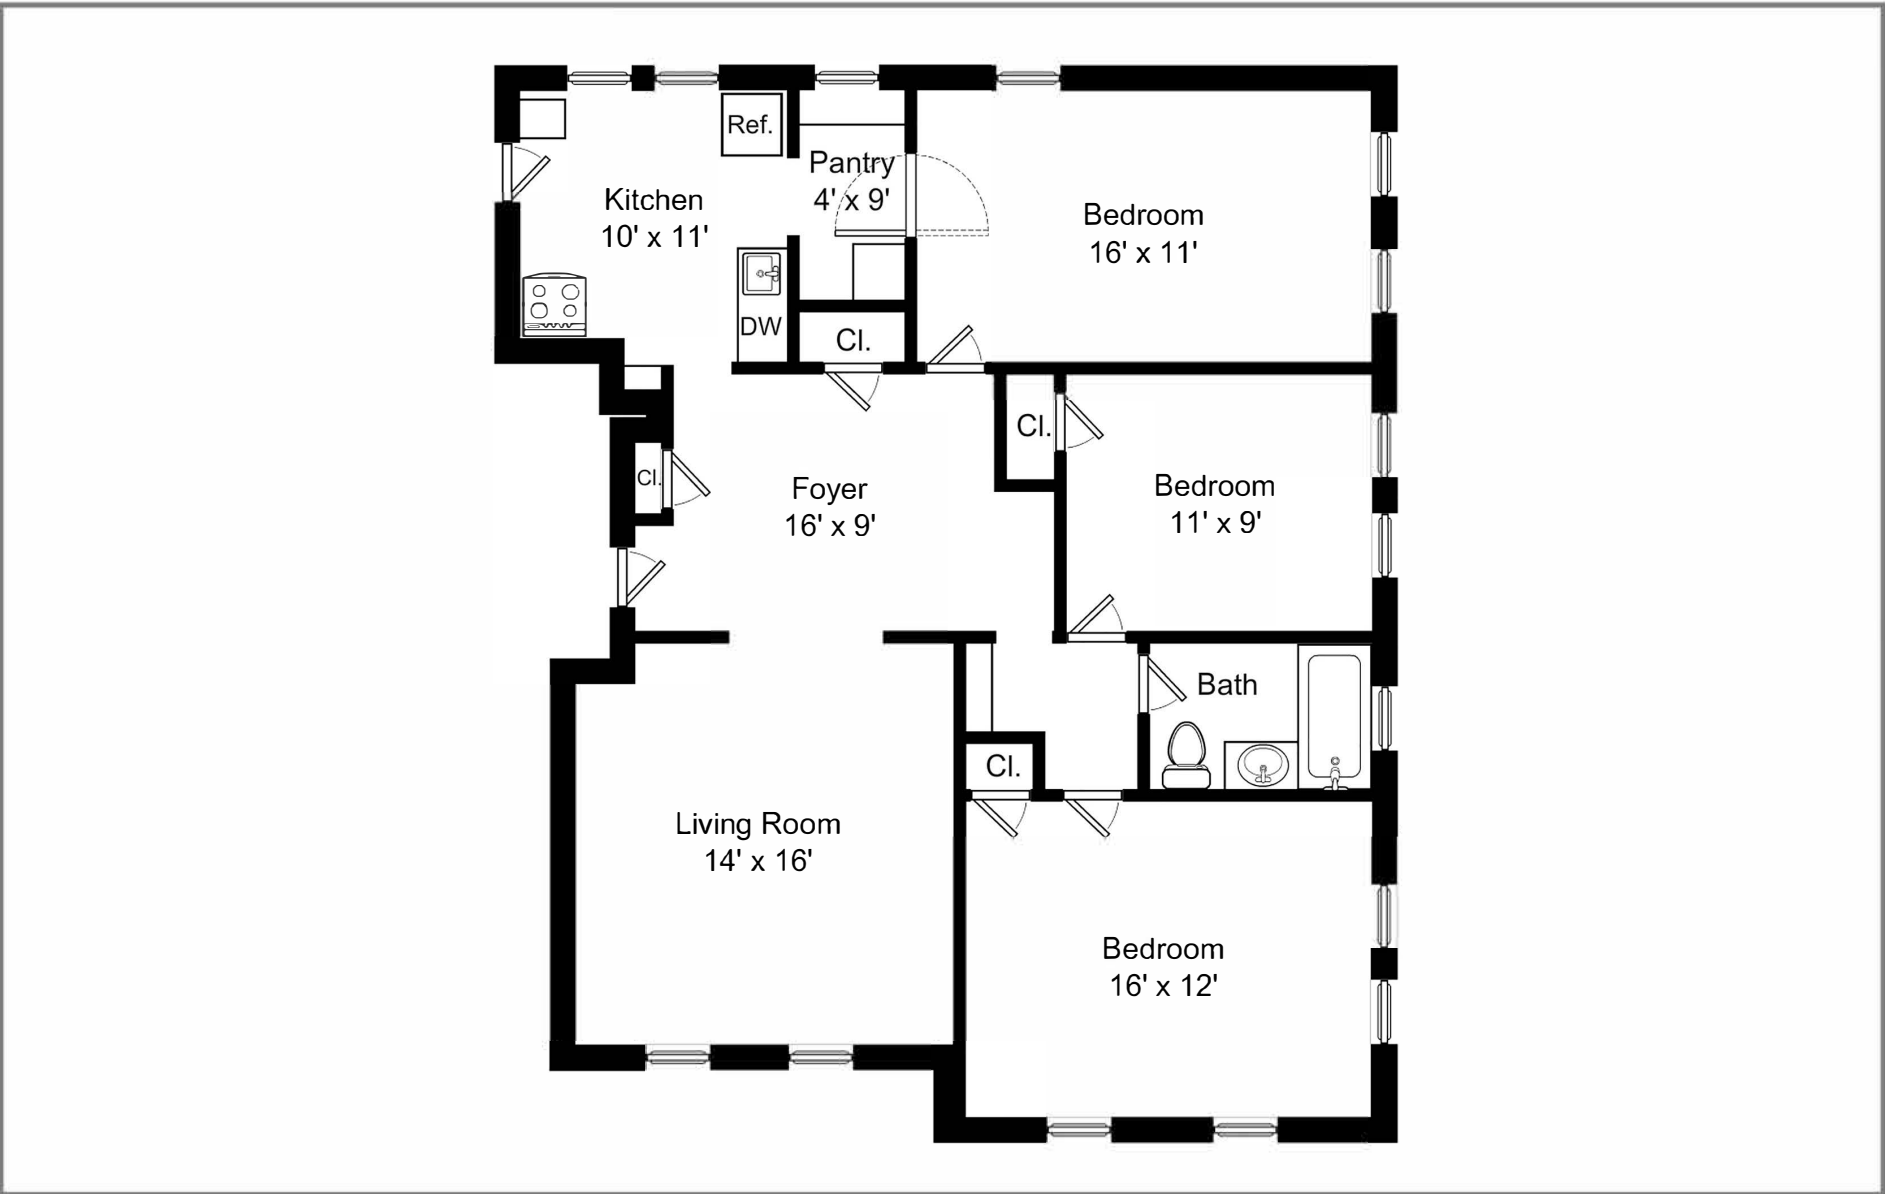 Ref.
Pantry
4' x 9'
Kitchen
10' x 11'
Bedroom
16' x 11'
DW
Cl.
Cl.
Cl.
Foyer
16' x 9'
Bedroom
11' x 9'
Bath
Cl.
Living Room
14' x 16'
Bedroom
16' x 12'